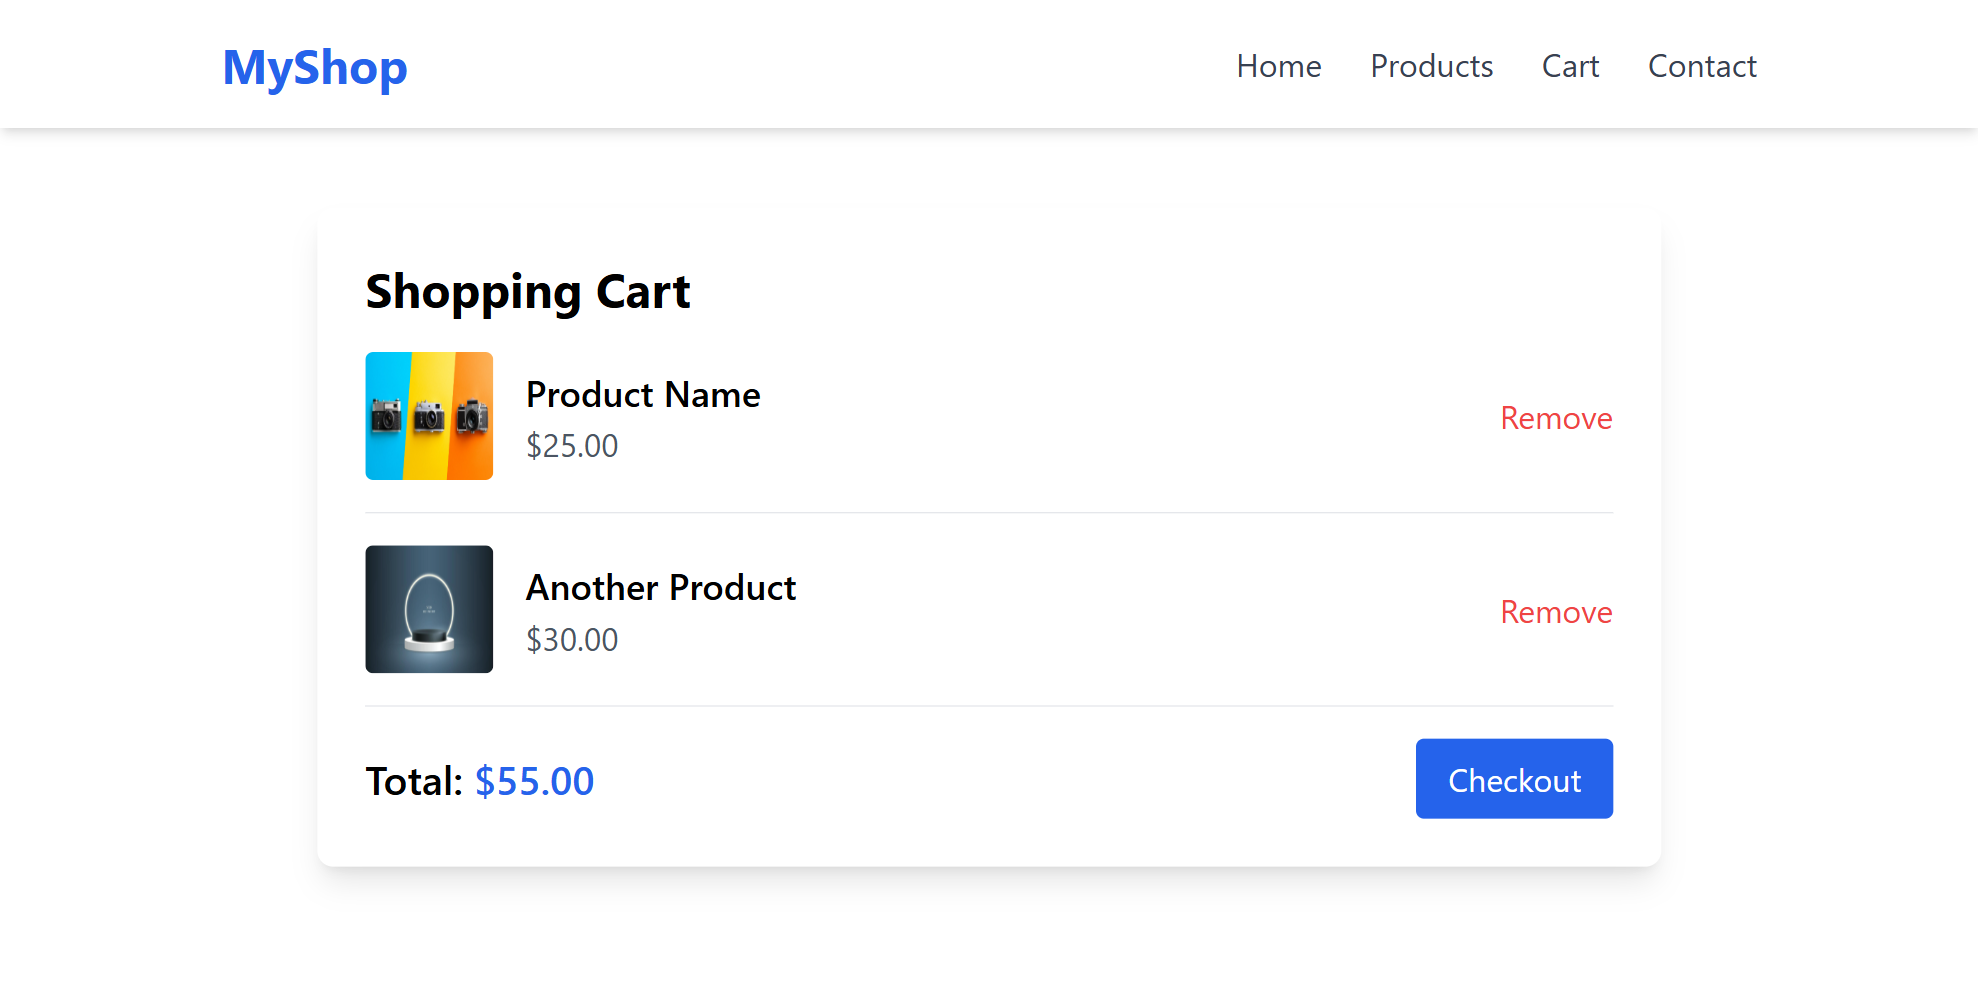 MyShop
Home Products Cart Contact
Shopping Cart
Product Name
$25.00
Remove
Another Product
$30.00
Remove
Total: $55.00
Checkout